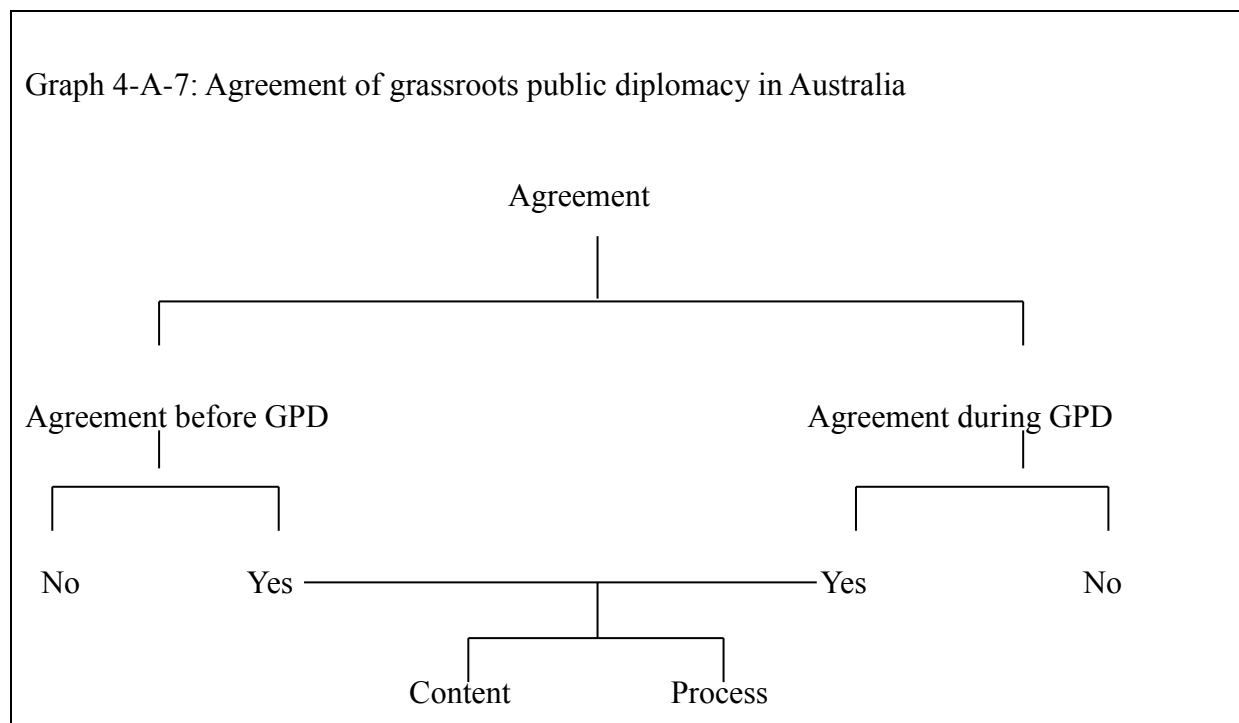 Graph 4-A-7: Agreement of grassroots public diplomacy in Australia
Agreement
Agreement before GPD Agreement during GPD
No Yes Yes No
Content Process